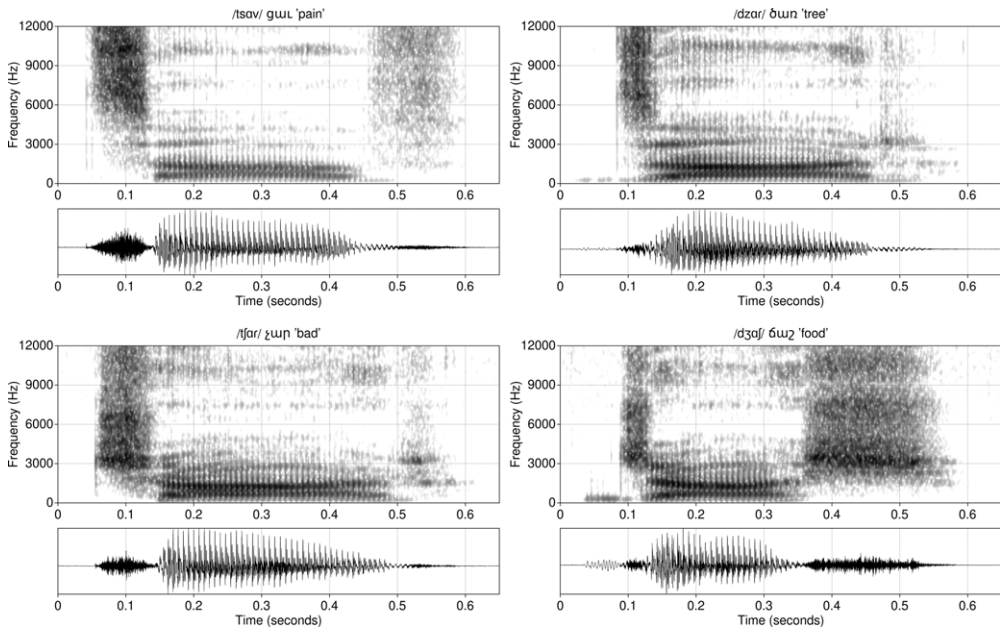 /tsɑv/ ցաւ 'pain'
Frequency (Hz)
12000
9000
6000
3000
0
0 0.1 0.2 0.3 0.4 0.5 0.6
0 0.1 0.2 0.3 0.4 0.5 0.6
Time (seconds)
/dzɑr/ ծառ 'tree'
Frequency (Hz)
12000
9000
6000
3000
0
0 0.1 0.2 0.3 0.4 0.5 0.6
0 0.1 0.2 0.3 0.4 0.5 0.6
Time (seconds)
/tʃɑr/ չար 'bad'
Frequency (Hz)
12000
9000
6000
3000
0
0 0.1 0.2 0.3 0.4 0.5 0.6
0 0.1 0.2 0.3 0.4 0.5 0.6
Time (seconds)
/dʒɑʃ/ ճաշ 'food'
Frequency (Hz)
12000
9000
6000
3000
0
0 0.1 0.2 0.3 0.4 0.5 0.6
0 0.1 0.2 0.3 0.4 0.5 0.6
Time (seconds)